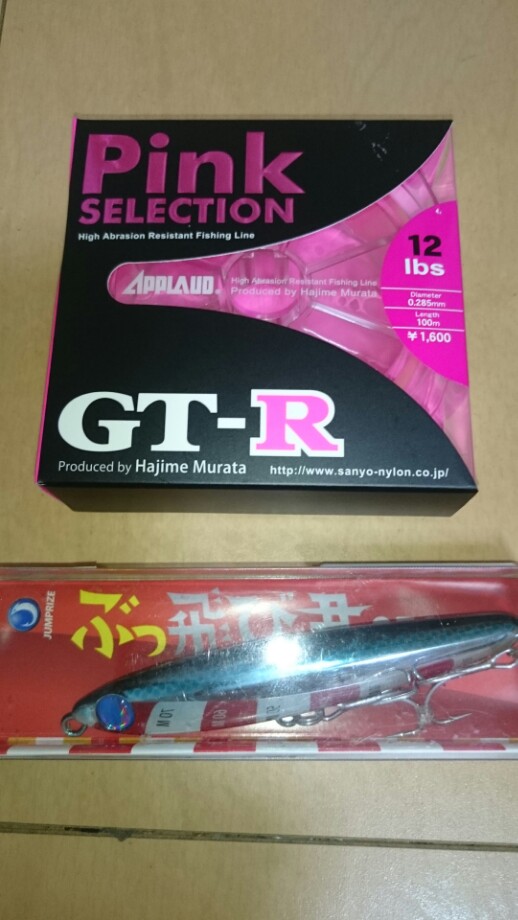 Pink
SELECTION
High Abrasion Resistant Fishing Line
APPLAUD
High Abrasion Resistant Fishing Line
Produced by Hajime Murata
12
lbs
Diameter
0.285mm
Length
100m
¥1,600
GT-R
Produced by Hajime Murata
http://www.sanyo-nylon.co.jp/
JUMPRIZE
ぶっ飛び君
TOM